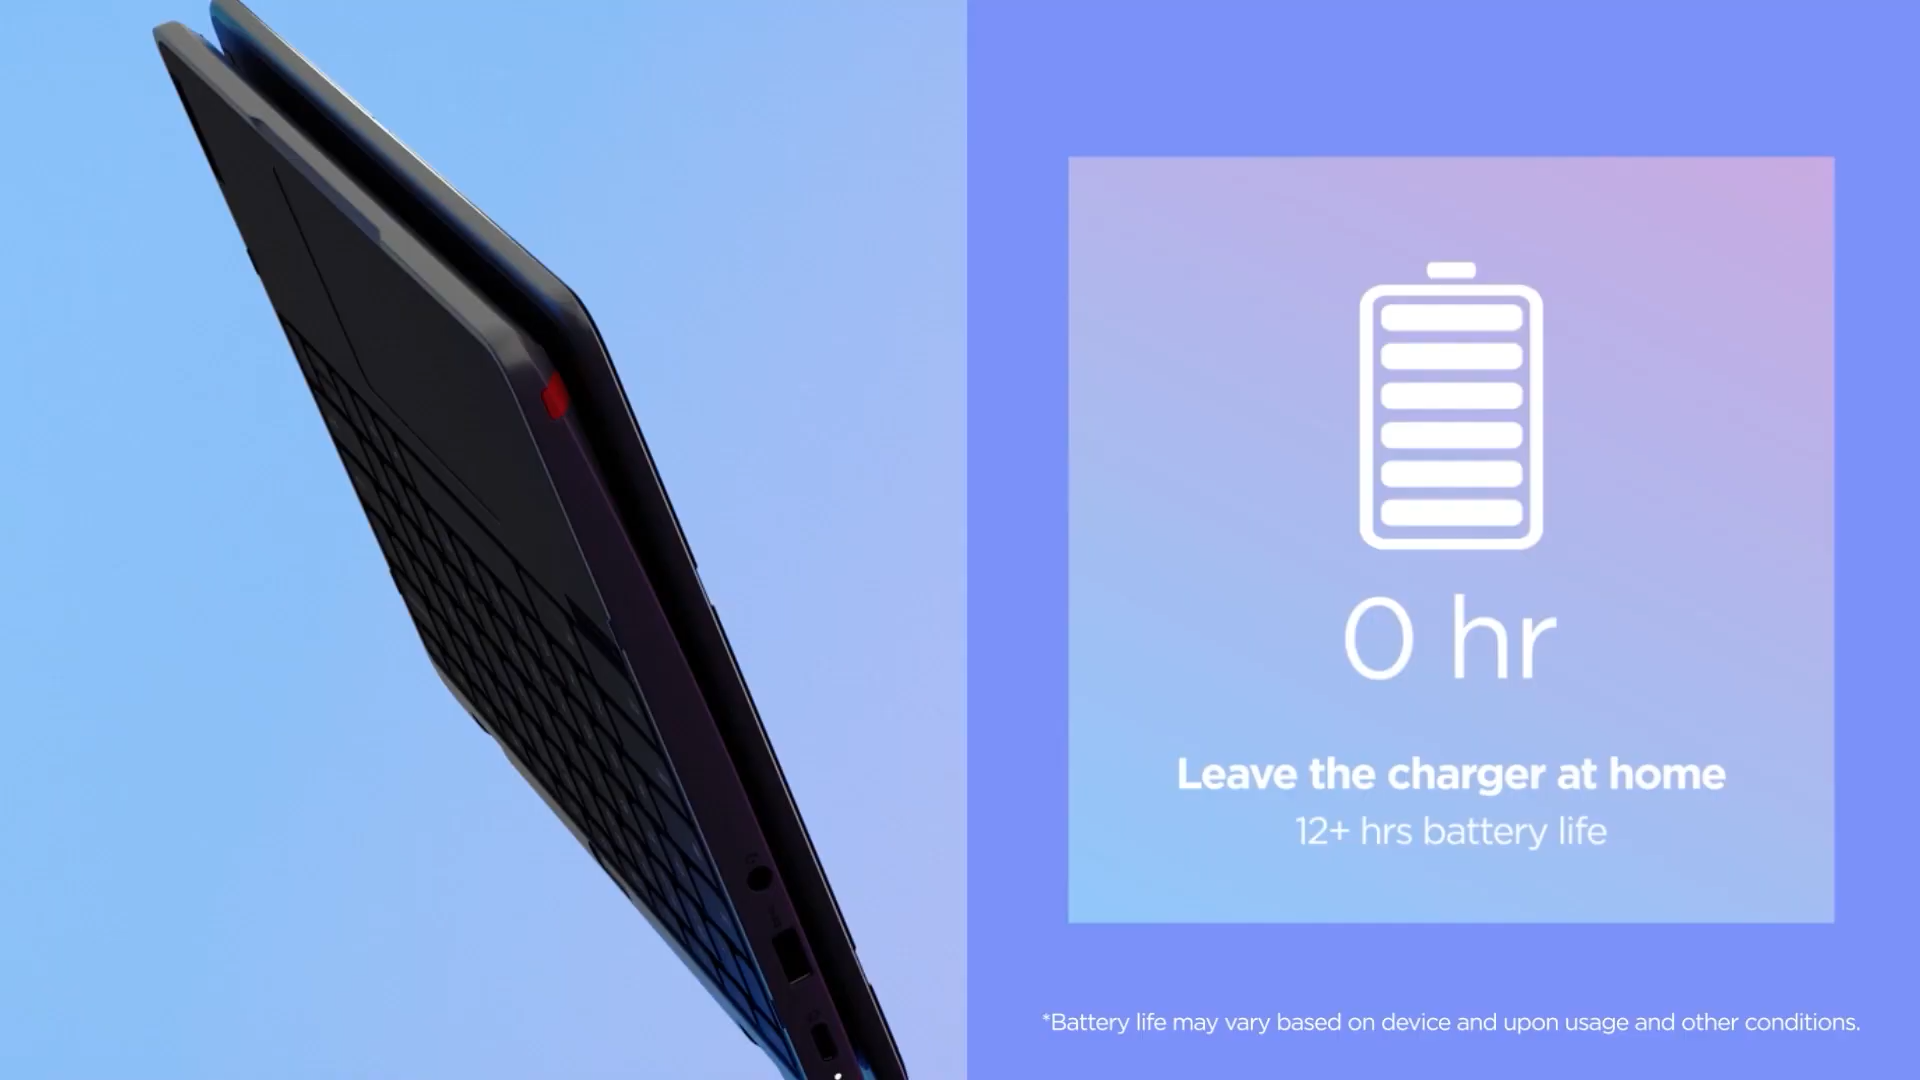 0 hr
Leave the charger at home
12+ hrs battery life
*Battery life may vary based on device and upon usage and other conditions.